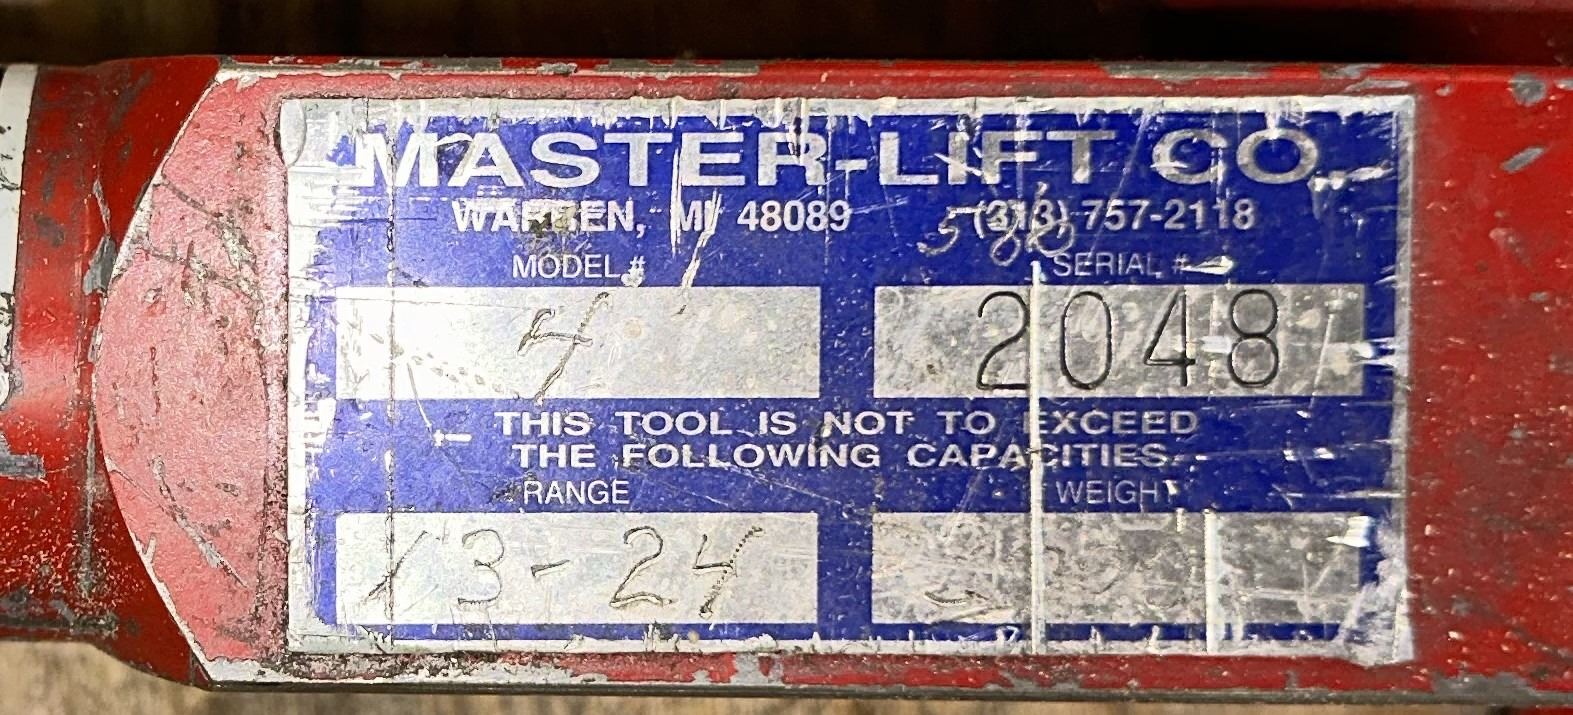 MASTER-LIFT CO.
WARREN, MI 48089 (313) 757-2118
586
MODEL # SERIAL #
4 2048
THIS TOOL IS NOT TO EXCEED
THE FOLLOWING CAPACITIES.
RANGE WEIGHT
13-24